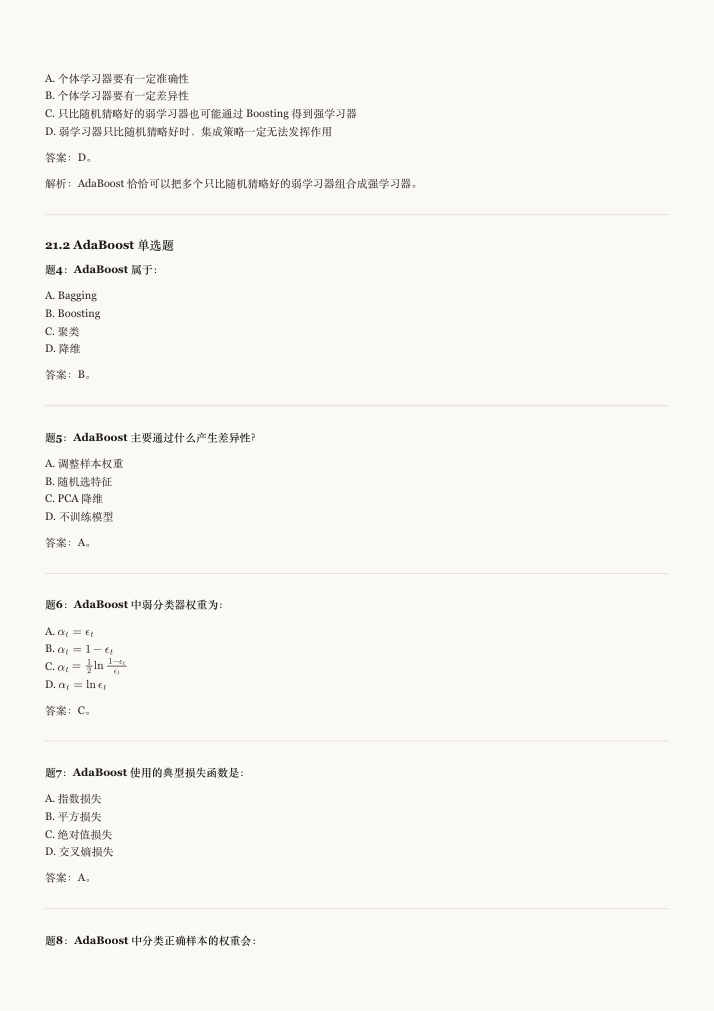 A. 个体学习器要有一定准确性
B. 个体学习器要有一定差异性
C. 只比随机猜略好的弱学习器也可能通过 Boosting 得到强学习器
D. 弱学习器只比随机猜略好时，集成策略一定无法发挥作用
答案：D。
解析：AdaBoost 恰恰可以把多个只比随机猜略好的弱学习器组合成强学习器。
21.2 AdaBoost 单选题
题4：AdaBoost 属于：
A. Bagging
B. Boosting
C. 聚类
D. 降维
答案：B。
题5：AdaBoost 主要通过什么产生差异性？
A. 调整样本权重
B. 随机选特征
C. PCA 降维
D. 不训练模型
答案：A。
题6：AdaBoost 中弱分类器权重为：
A. $\alpha_t = \epsilon_t$
B. $\alpha_t = 1 - \epsilon_t$
C. $\alpha_t = \frac{1}{2} \ln \frac{1-\epsilon_t}{\epsilon_t}$
D. $\alpha_t = \ln \epsilon_t$
答案：C。
题7：AdaBoost 使用的典型损失函数是：
A. 指数损失
B. 平方损失
C. 绝对值损失
D. 交叉熵损失
答案：A。
题8：AdaBoost 中分类正确样本的权重会：